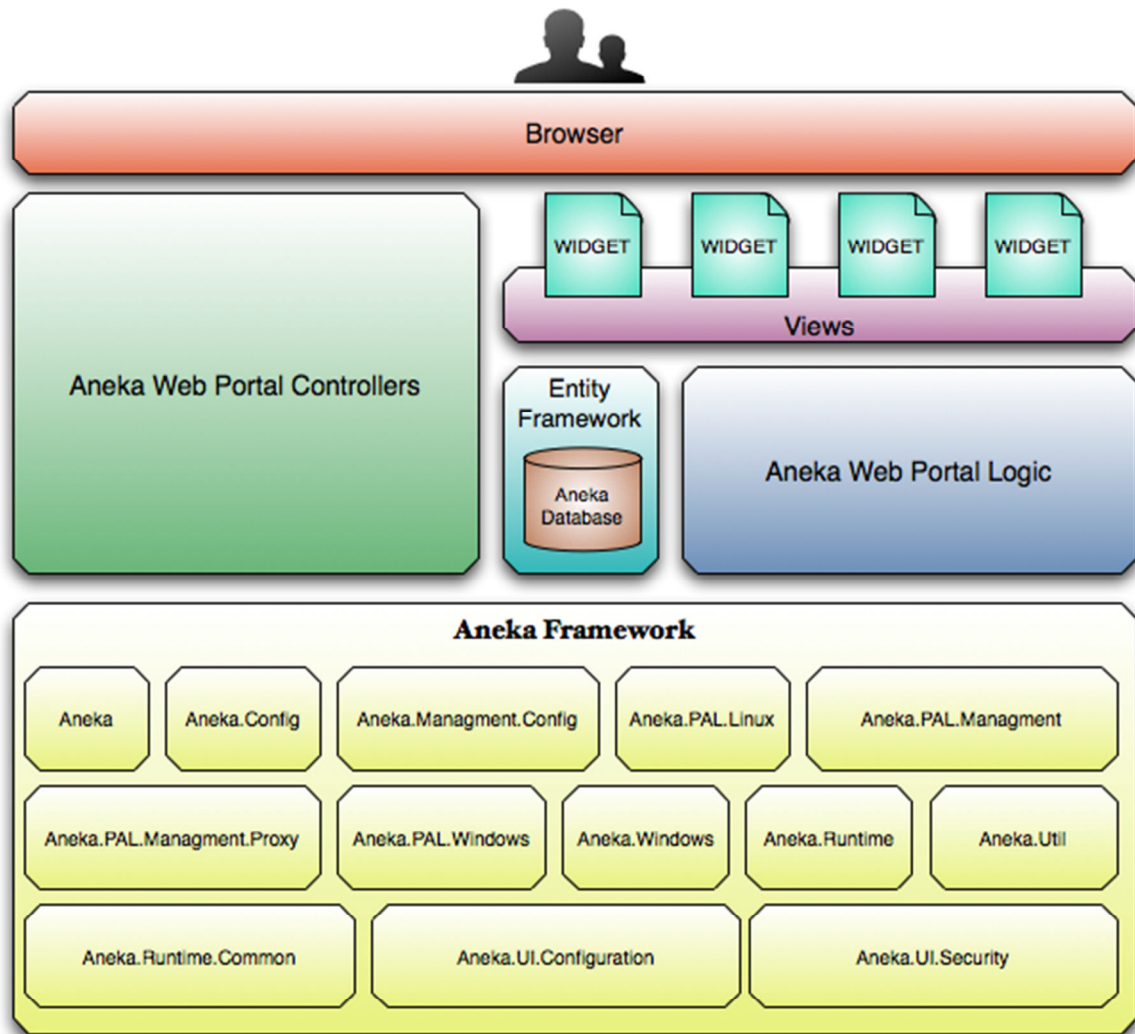 Browser
WIDGET
WIDGET
WIDGET
WIDGET
Views
Aneka Web Portal Controllers
Entity
Framework
Aneka
Database
Aneka Web Portal Logic
Aneka Framework
Aneka
Aneka.Config
Aneka.Managment.Config
Aneka.PAL.Linux
Aneka.PAL.Managment
Aneka.PAL.Managment.Proxy
Aneka.PAL.Windows
Aneka.Windows
Aneka.Runtime
Aneka.Util
Aneka.Runtime.Common
Aneka.UI.Configuration
Aneka.UI.Security